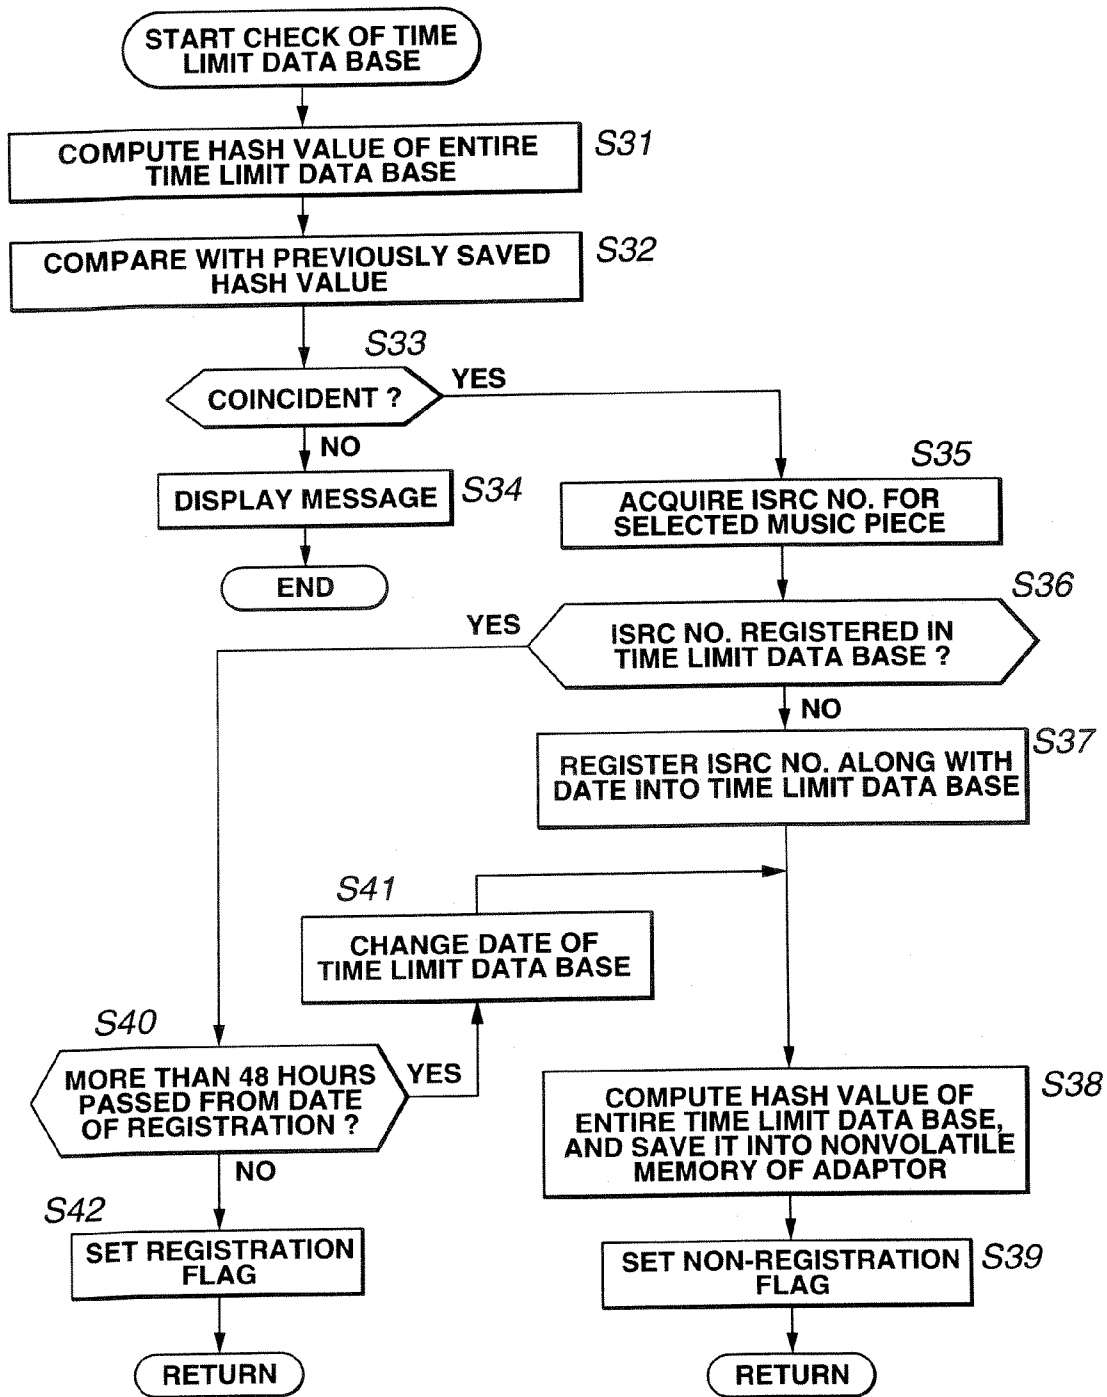 START CHECK OF TIME
LIMIT DATA BASE
COMPUTE HASH VALUE OF ENTIRE
TIME LIMIT DATA BASE
S31
COMPARE WITH PREVIOUSLY SAVED
HASH VALUE
S32
S33
COINCIDENT ?
YES
NO
DISPLAY MESSAGE
S34
END
S35
ACQUIRE ISRC NO. FOR
SELECTED MUSIC PIECE
S36
YES
ISRC NO. REGISTERED IN
TIME LIMIT DATA BASE ?
NO
S37
REGISTER ISRC NO. ALONG WITH
DATE INTO TIME LIMIT DATA BASE
S41
CHANGE DATE OF
TIME LIMIT DATA BASE
S40
MORE THAN 48 HOURS
PASSED FROM DATE
OF REGISTRATION ?
YES
NO
S38
COMPUTE HASH VALUE OF
ENTIRE TIME LIMIT DATA BASE,
AND SAVE IT INTO NONVOLATILE
MEMORY OF ADAPTOR
S42
SET REGISTRATION
FLAG
RETURN
SET NON-REGISTRATION
FLAG
S39
RETURN